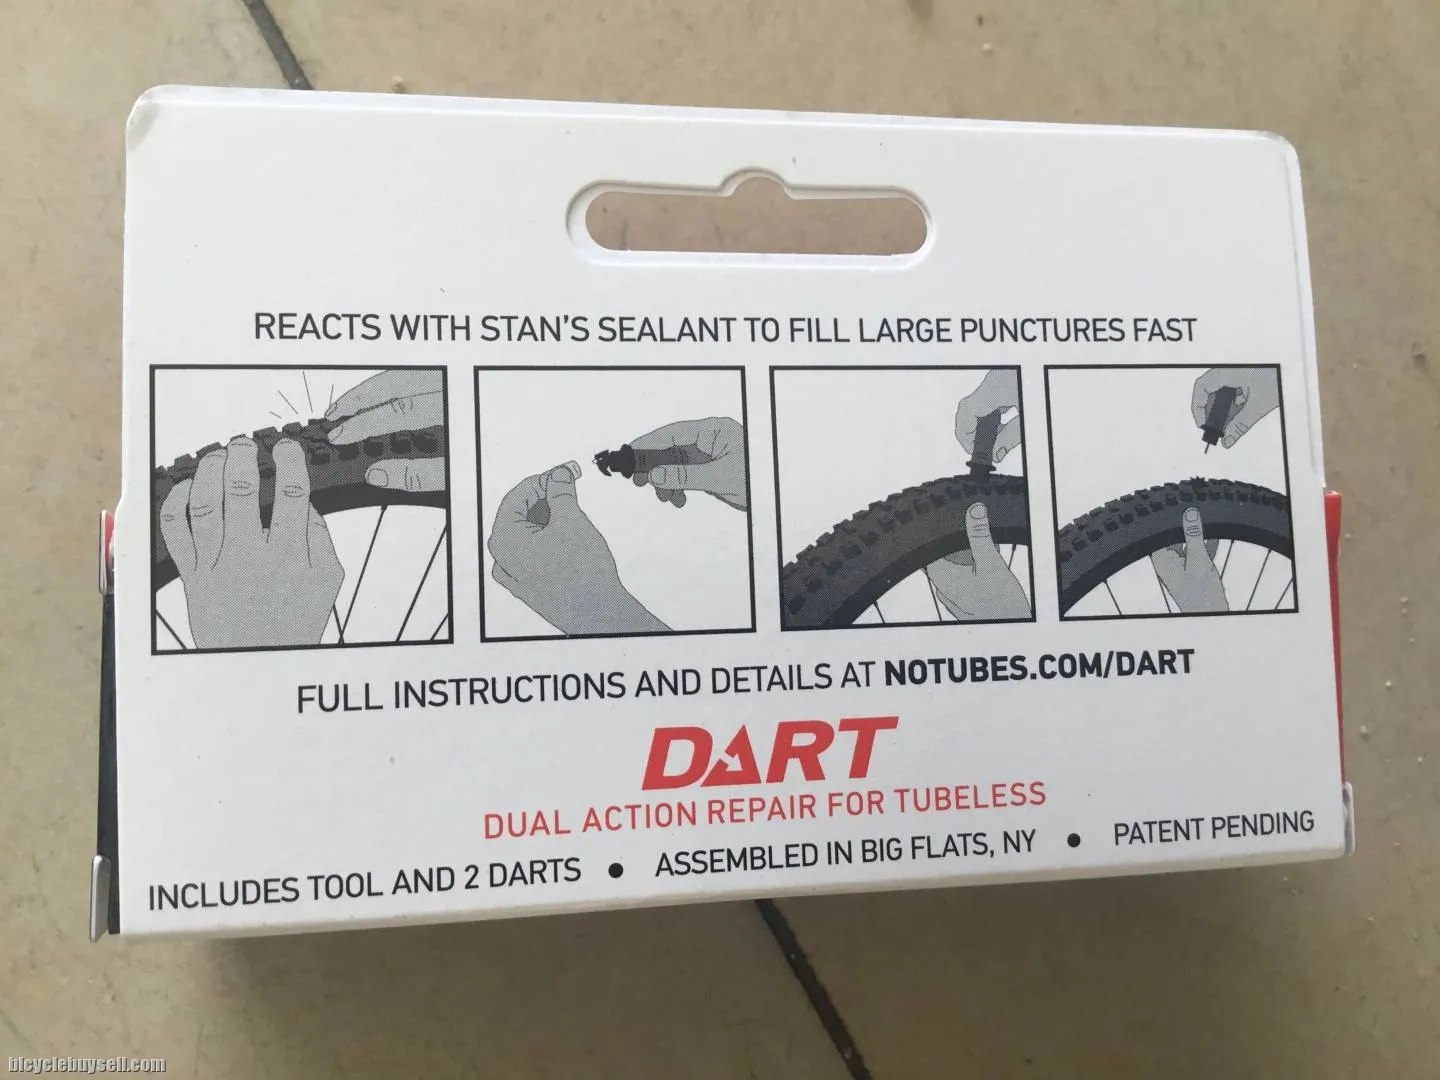 REACTS WITH STAN'S SEALANT TO FILL LARGE PUNCTURES FAST
FULL INSTRUCTIONS AND DETAILS AT NOTUBES.COM/DART
DART
DUAL ACTION REPAIR FOR TUBELESS
INCLUDES TOOL AND 2 DARTS • ASSEMBLED IN BIG FLATS, NY • PATENT PENDING
bicyclebuysell.com